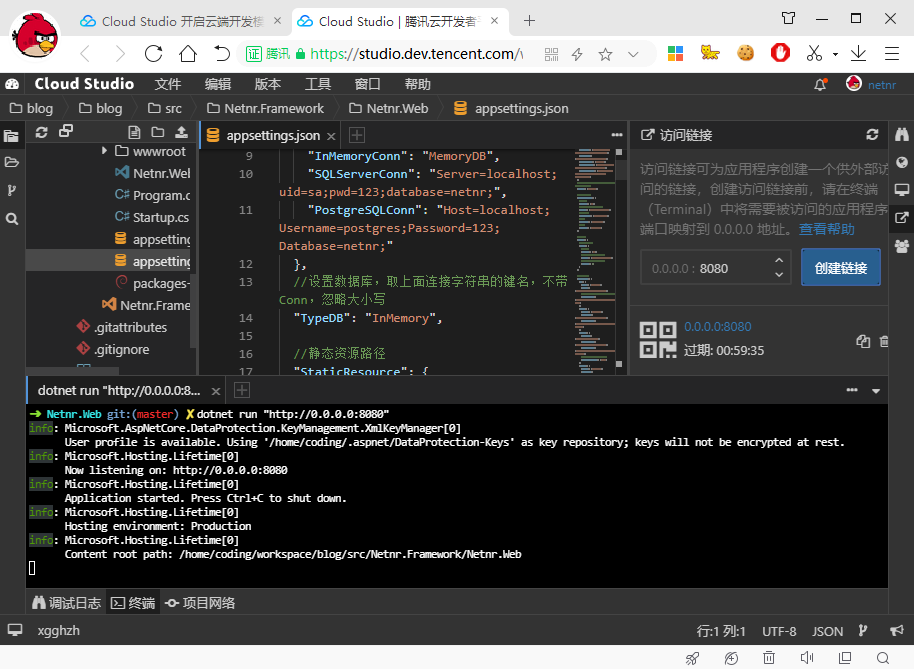 Cloud Studio 开启云端开发模
Cloud Studio | 腾讯云开发者平
证 腾讯 https://studio.dev.tencent.com/
Cloud Studio 文件 编辑 版本 工具 窗口 帮助 netnr
blog blog src Netnr.Framework Netnr.Web appsettings.json
wwwroot
Netnr.Wel
Program.c
Startup.cs
appsetting
appsetting
packages-
Netnr.Frame
.gitattributes
.gitignore
appsettings.json
9 "InMemoryConn": "MemoryDB",
10 "SQLServerConn": "Server=localhost;
uid=sa;pwd=123;database=netnr;",
11 "PostgreSQLConn": "Host=localhost;
Username=postgres;Password=123;
Database=netnr;"
12 },
13 //设置数据库，取上面连接字符串的键名，不带
Conn，忽略大小写
14 "TypeDB": "InMemory",
15
16 //静态资源路径
17 "StaticResource": {
访问链接
访问链接可为应用程序创建一个供外部访
问的链接，创建访问链接前，请在终端
（Terminal）中将需要被访问的应用程序
端口映射到 0.0.0.0 地址。查看帮助
0.0.0.0 : 8080 创建链接
0.0.0.0:8080
过期: 00:59:35
dotnet run "http://0.0.0.0:8...
➜ Netnr.Web git:(master) ✗ dotnet run "http://0.0.0.0:8080"
info: Microsoft.AspNetCore.DataProtection.KeyManagement.XmlKeyManager[0]
User profile is available. Using '/home/coding/.aspnet/DataProtection-Keys' as key repository; keys will not be encrypted at rest.
info: Microsoft.Hosting.Lifetime[0]
Now listening on: http://0.0.0.0:8080
info: Microsoft.Hosting.Lifetime[0]
Application started. Press Ctrl+C to shut down.
info: Microsoft.Hosting.Lifetime[0]
Hosting environment: Production
info: Microsoft.Hosting.Lifetime[0]
Content root path: /home/coding/workspace/blog/src/Netnr.Framework/Netnr.Web
调试日志 终端 项目网络
xgghzh 行:1 列:1 UTF-8 JSON